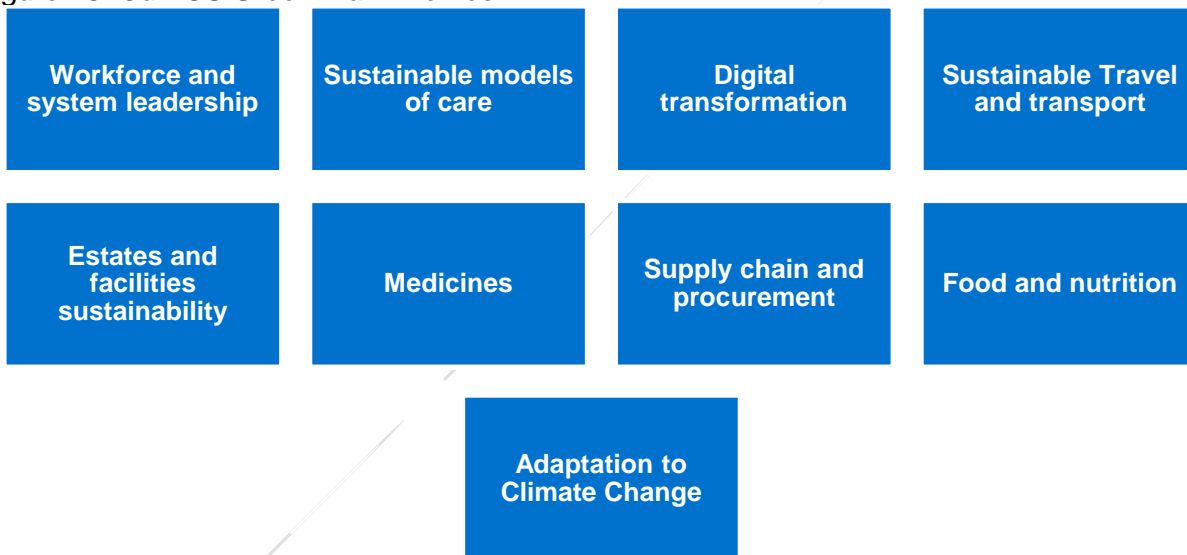 Workforce and
system leadership
Sustainable models
of care
Digital
transformation
Sustainable Travel
and transport
Estates and
facilities
sustainability
Medicines
Supply chain and
procurement
Food and nutrition
Adaptation to
Climate Change